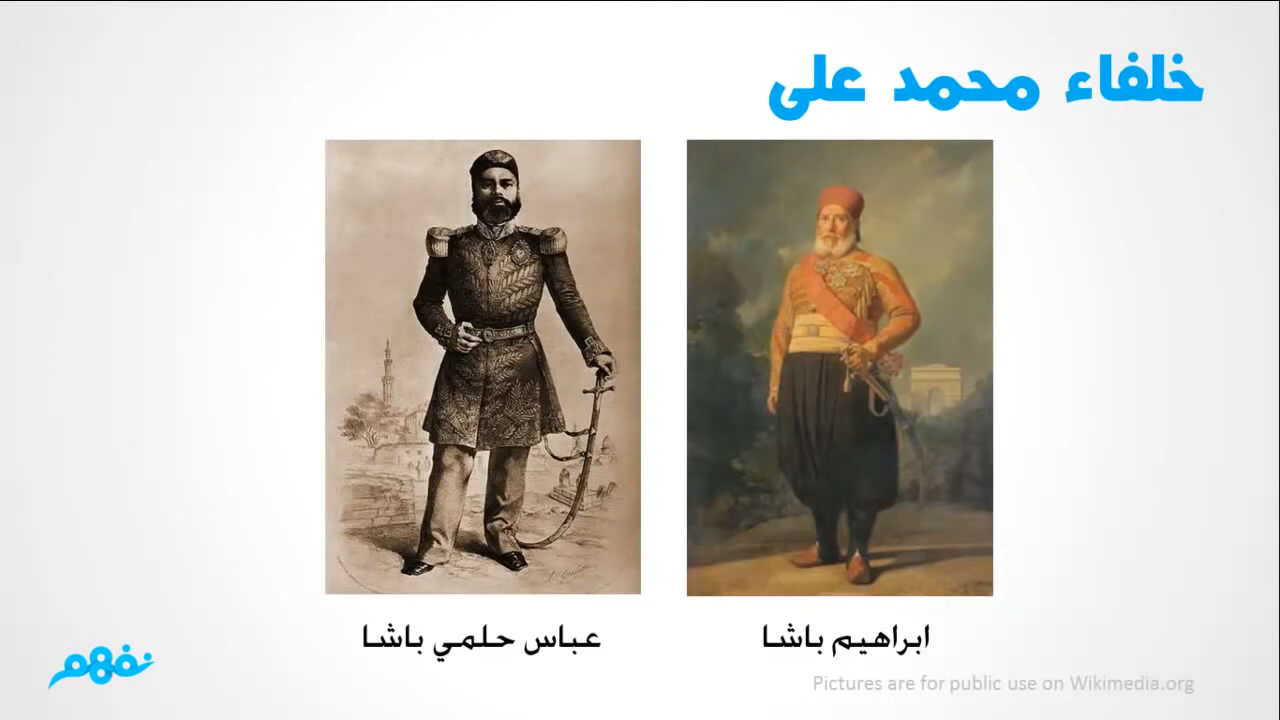 خلفاء محمد على
ابراهيم باشا
عباس حلمي باشا
نفهم
Pictures are for public use on Wikimedia.org